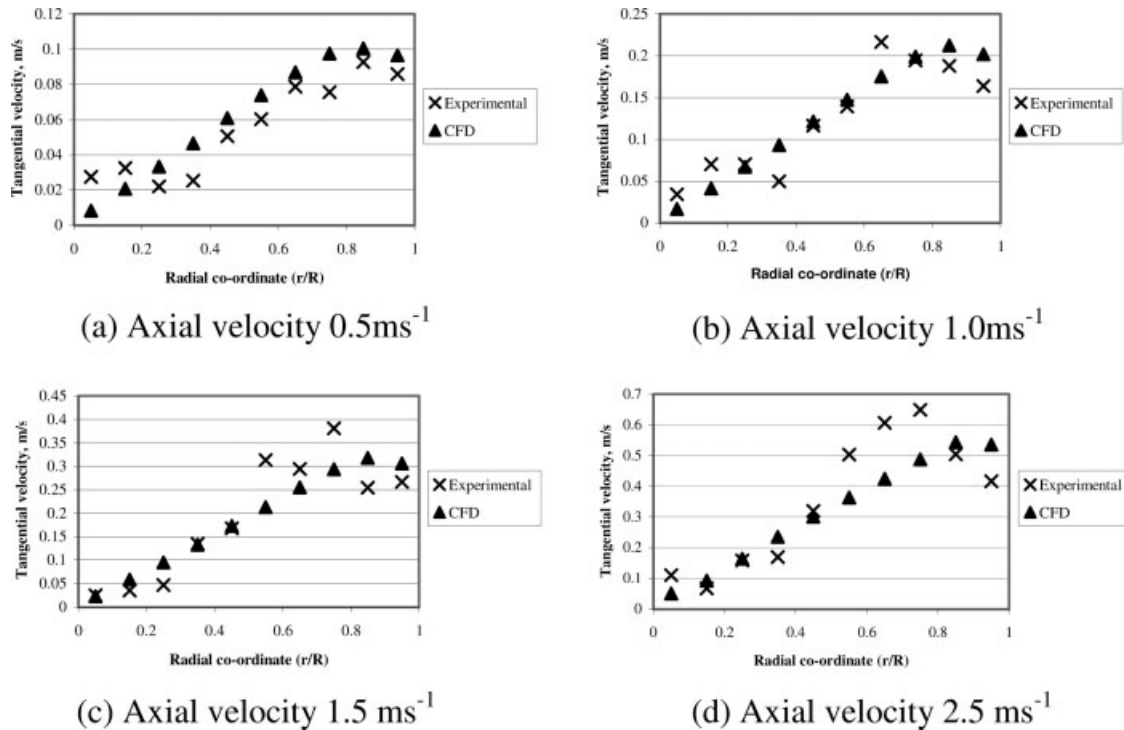 0.12
0.1
0.08
0.06
0.04
0.02
0
Tangential velocity, m/s
0 0.2 0.4 0.6 0.8 1
Radial co-ordinate (r/R)
Experimental
CFD
(a) Axial velocity 0.5ms⁻¹
0.25
0.2
0.15
0.1
0.05
0
Tangential velocity, m/s
0 0.2 0.4 0.6 0.8 1
Radial co-ordinate (r/R)
Experimental
CFD
(b) Axial velocity 1.0ms⁻¹
0.45
0.4
0.35
0.3
0.25
0.2
0.15
0.1
0.05
0
Tangential velocity, m/s
0 0.2 0.4 0.6 0.8 1
Radial co-ordinate (r/R)
Experimental
CFD
(c) Axial velocity 1.5 ms⁻¹
0.7
0.6
0.5
0.4
0.3
0.2
0.1
0
Tangential velocity, m/s
0 0.2 0.4 0.6 0.8 1
Radial co-ordinate (r/R)
Experimental
CFD
(d) Axial velocity 2.5 ms⁻¹